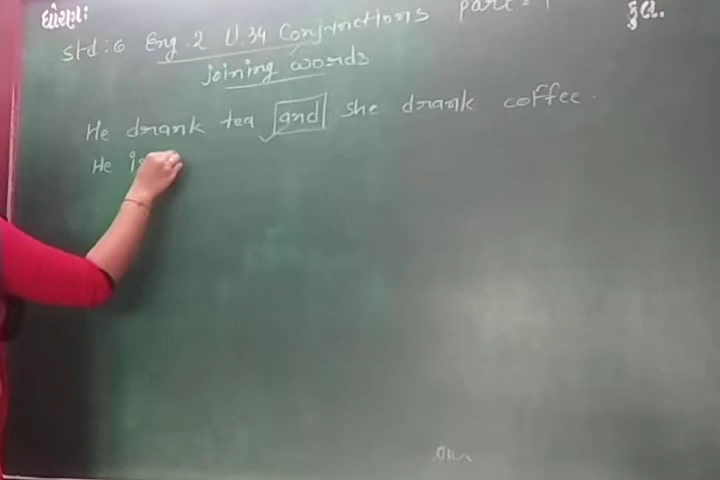 ધોરણઃ
કુલ.
Std : 6 Eng. 2 U.34 Conjunctions part - 1
joining words
He drank tea and she drank coffee.
He is